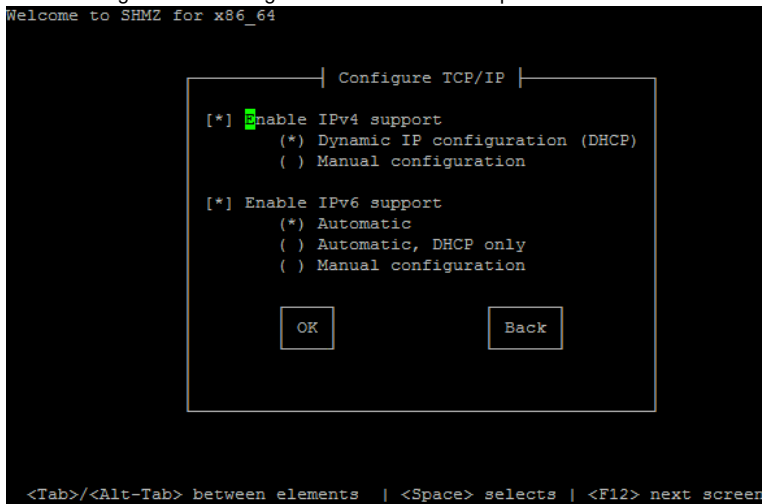 Welcome to SHMZ for x86_64
Configure TCP/IP
[*] Enable IPv4 support
(*) Dynamic IP configuration (DHCP)
( ) Manual configuration
[*] Enable IPv6 support
(*) Automatic
( ) Automatic, DHCP only
( ) Manual configuration
OK Back
<Tab>/<Alt-Tab> between elements | <Space> selects | <F12> next screen